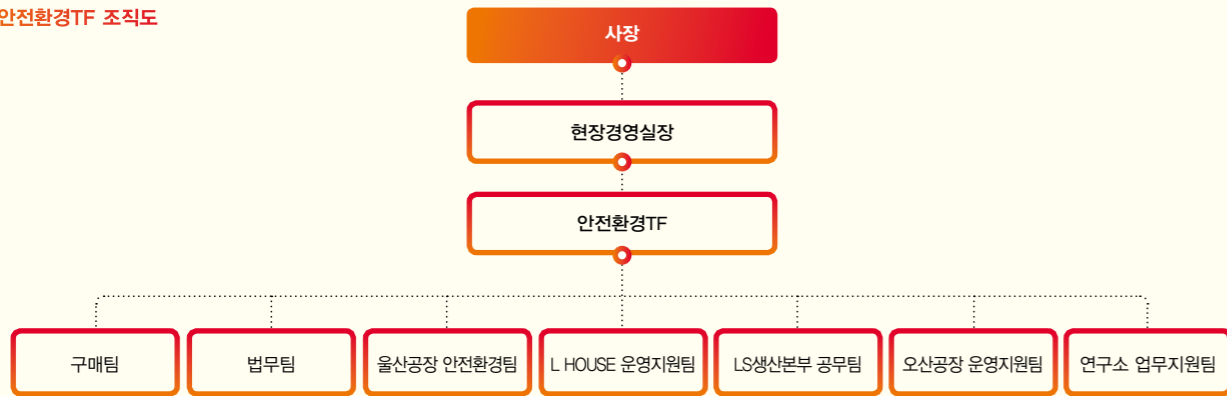 안전환경TF 조직도
사장
현장경영실장
안전환경TF
구매팀
법무팀
울산공장 안전환경팀
L HOUSE 운영지원팀
LS생산본부 공무팀
오산공장 운영지원팀
연구소 업무지원팀